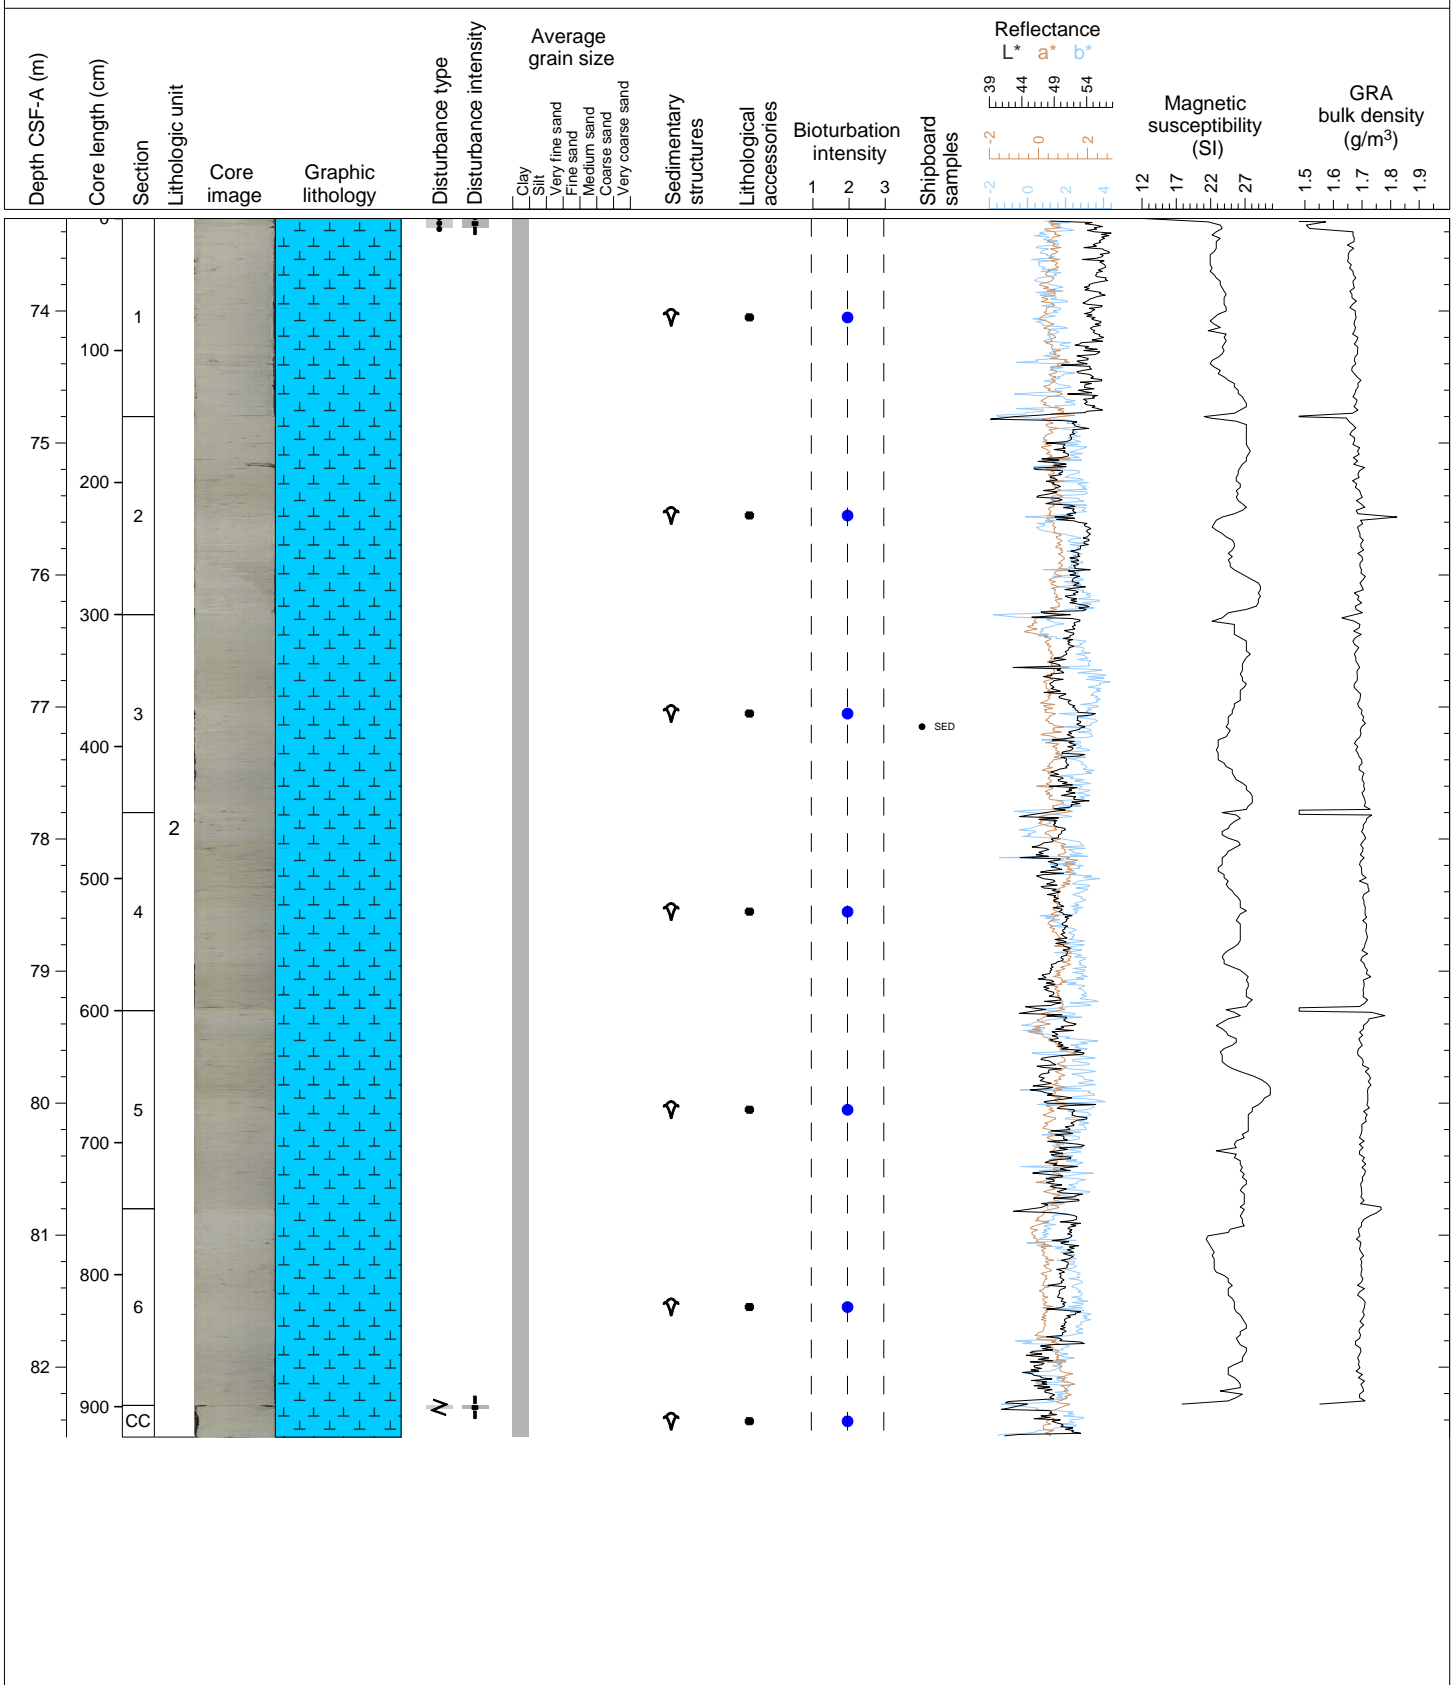 Depth CSF-A (m)
Core length (cm)
Section
Lithologic unit
Core
image
Graphic
lithology
Disturbance type
Disturbance intensity
Average
grain size
Clay
Silt
Very fine sand
Fine sand
Medium sand
Coarse sand
Very coarse sand
Sedimentary
structures
Lithological
accessories
Bioturbation
intensity
1 2 3
Shipboard
samples
Reflectance
L* a* b*
39 44 49 54
-2 0 2
-2 0 2 4
Magnetic
susceptibility
(SI)
12 17 22 27
GRA
bulk density
(g/m3)
1.5 1.6 1.7 1.8 1.9
0
74
1
100
75
200
2
76
300
77
3
SED
400
2
78
500
4
79
600
80
5
700
81
800
6
82
900
CC